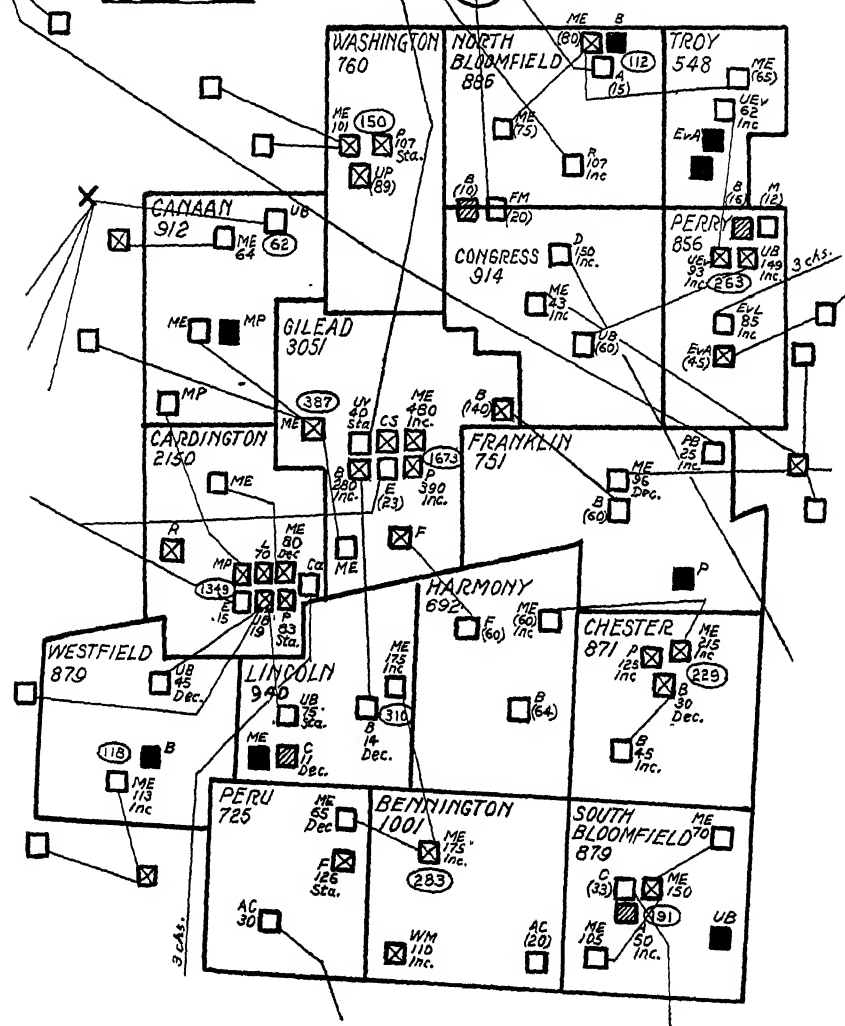 WASHINGTON
760
ME
101
150
P
107
Sta.
UP
(89)
NORTH
BLOOMFIELD
886
ME
(80)
B
112
A
(15)
ME
(75)
R
107
Inc
B
(10)
FM
(20)
TROY
548
ME
(65)
UEv
62
Inc
EvA
CANAAN
912
UB
62
ME
64
ME
MP
MP
CONGRESS
914
D
150
Inc.
ME
43
Inc
UB
(60)
PERRY
856
B
(16)
M
(12)
UEv
93
Inc
UB
149
Inc.
263
3 chs.
EvL
85
Inc
EvA
(45)
GILEAD
3051
387
ME
UV
40
Sta
CS
ME
480
Inc.
1673
B
280
Inc.
E
(23)
P
390
Inc.
F
ME
B
(140)
FRANKLIN
751
PB
25
Inc.
ME
96
Dec.
B
(60)
P
CARDINGTON
2150
ME
R
MP
L
70
ME
80
Dec
Ca
1349
E
15
UB
19
P
83
Sta.
HARMONY
692
F
(60)
ME
(60)
Inc
B
(64)
CHESTER
871
P
125
Inc
ME
215
Inc
229
B
30
Dec.
B
45
Inc.
WESTFIELD
879
UB
45
Dec.
118
B
ME
113
Inc
LINCOLN
940
UB
75
Sta.
ME
C
11
Dec.
ME
175
Inc
310
B
14
Dec.
PERU
725
ME
65
Dec
F
126
Sta.
AC
30
3 chs.
BENNINGTON
1001
ME
175
Inc.
283
WM
110
Inc.
AC
(20)
SOUTH
BLOOMFIELD
879
ME
70
C
(33)
ME
150
191
A
50
Inc.
ME
105
UB